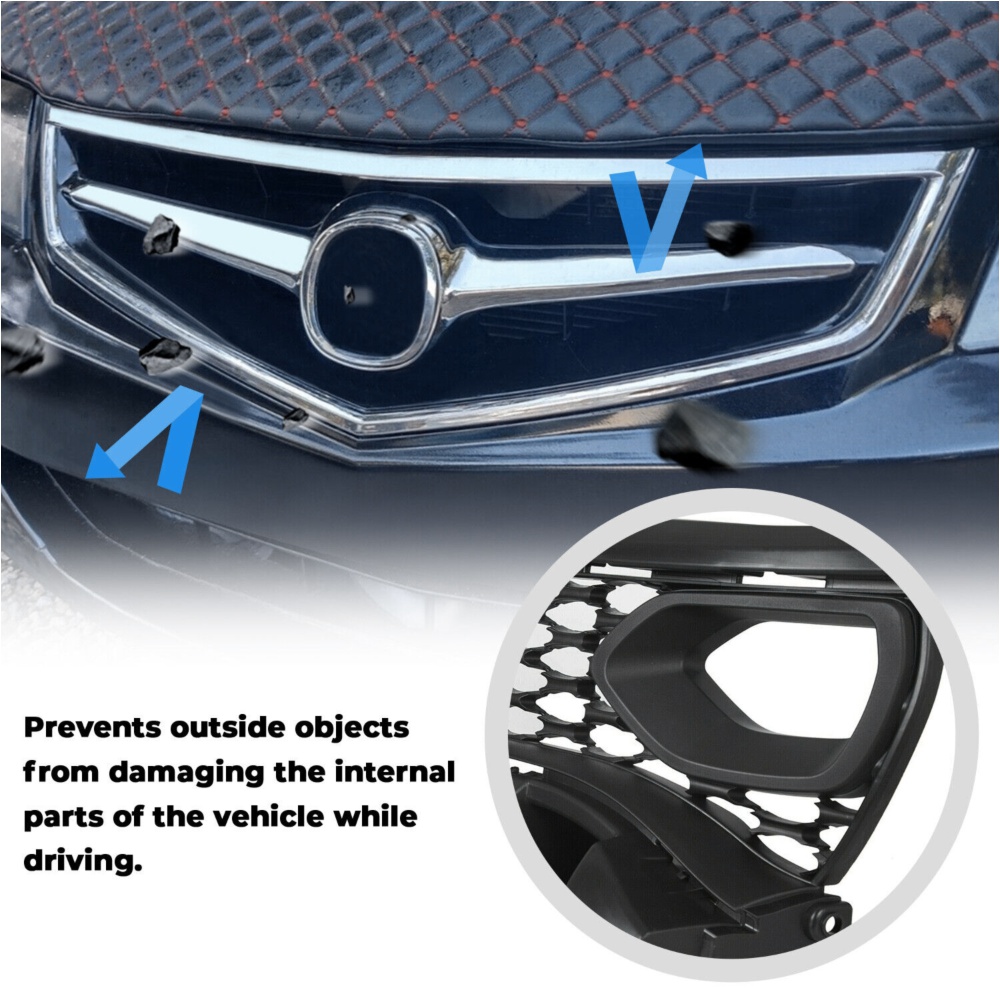 Prevents outside objects
from damaging the internal
parts of the vehicle while
driving.